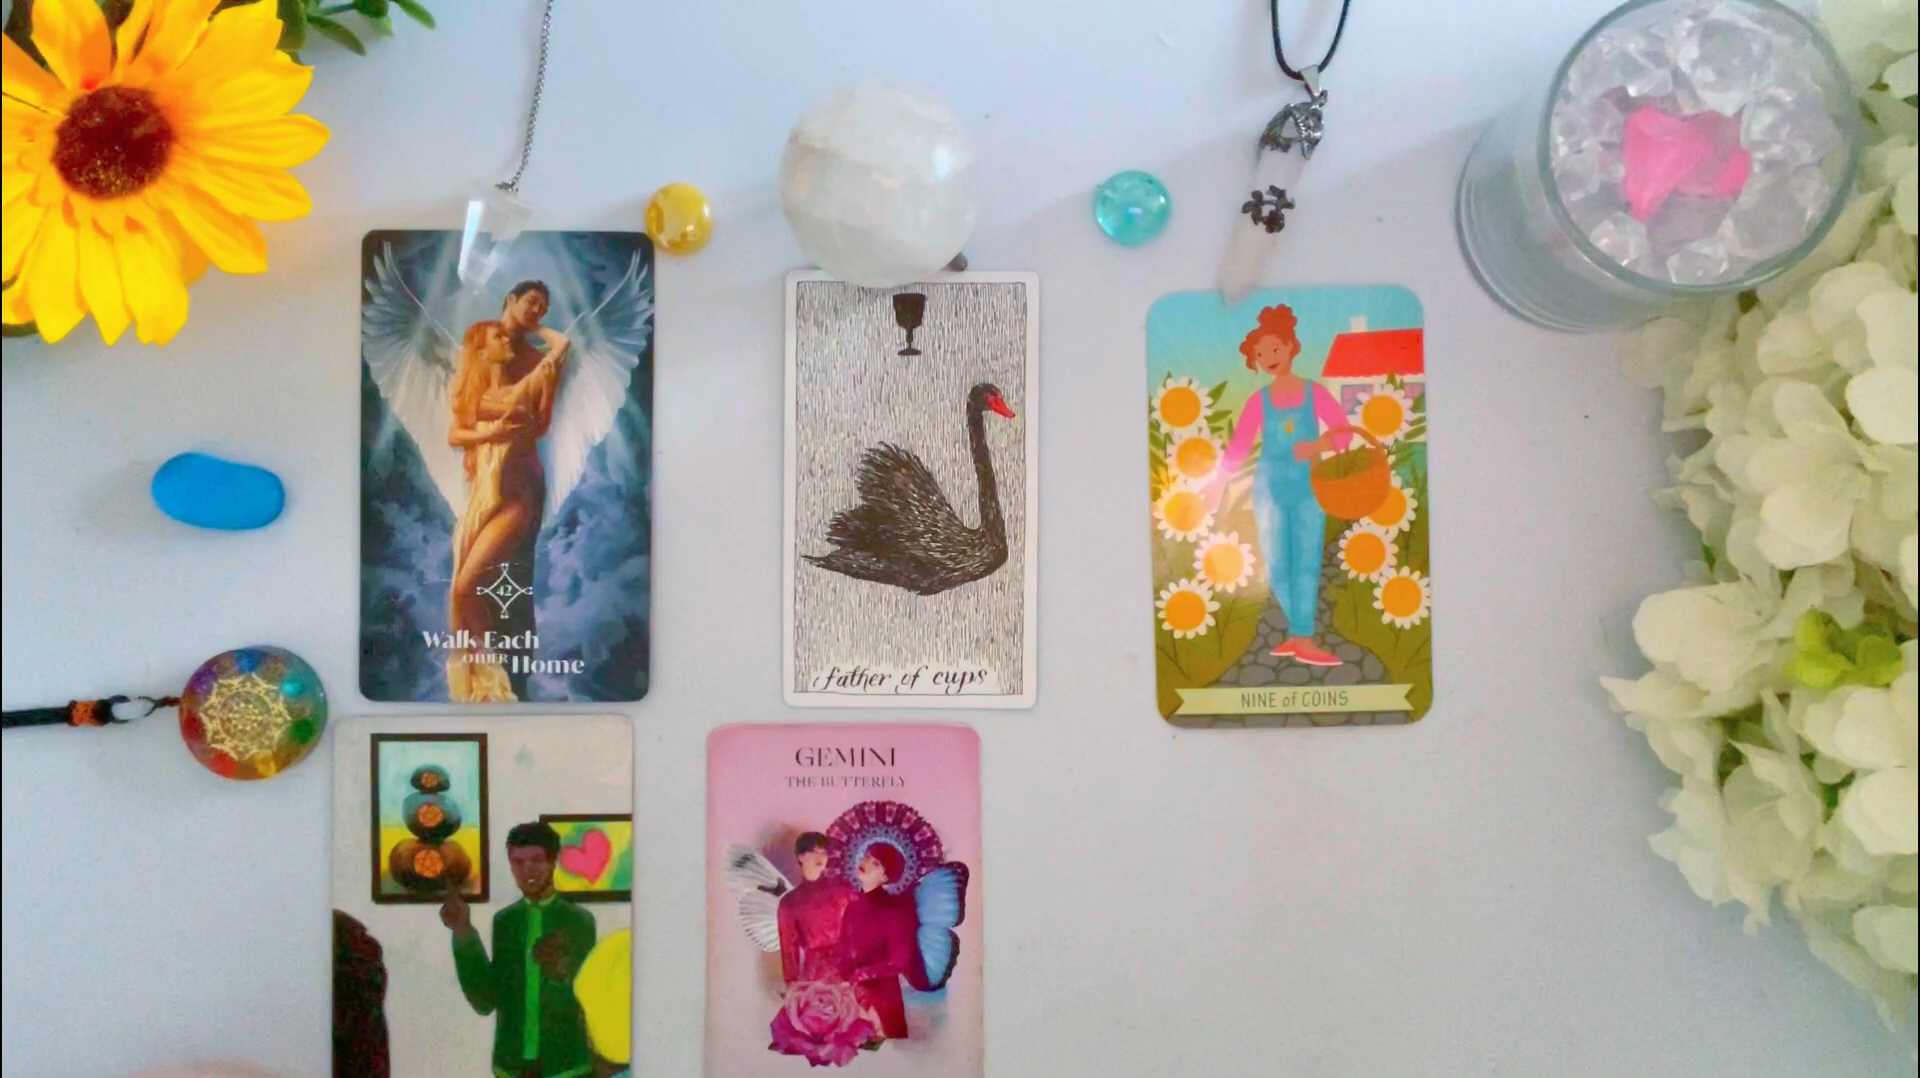 42
Walk Each
OTHER Home
father of cups
NINE of COINS
GEMINI
THE BUTTERFLY